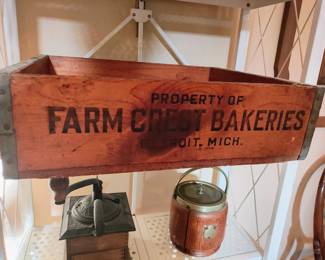 PROPERTY OF
FARM CREST BAKERIES
DETROIT, MICH.